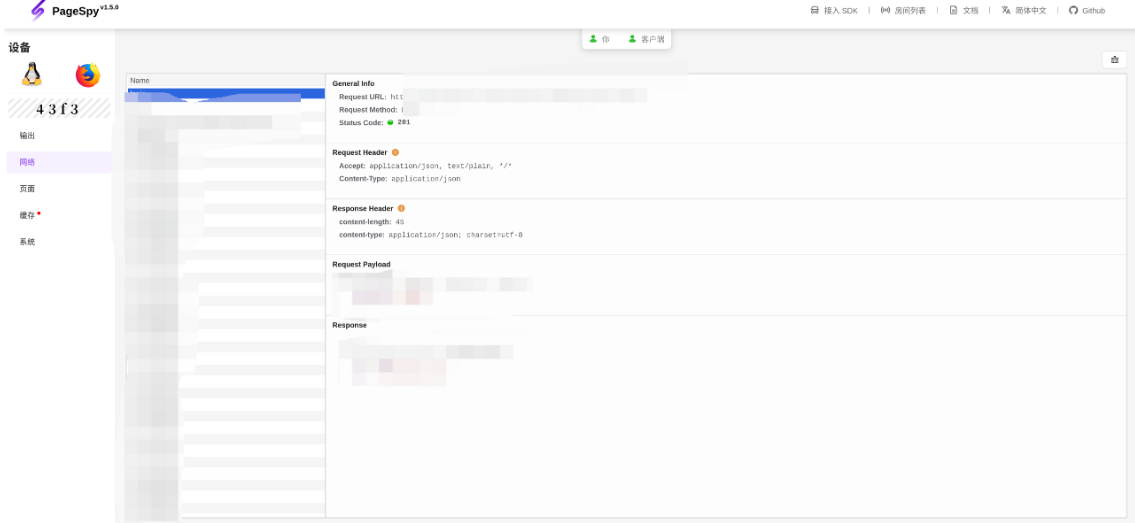 PageSpy v1.5.0
接入 SDK
房间列表
文档
简体中文
Github
你
客户端
设备
43f3
输出
网络
页面
缓存
系统
Name
General Info
Request URL: htt
Request Method:
Status Code: 201
Request Header
Accept: application/json, text/plain, */*
Content-Type: application/json
Response Header
content-length: 45
content-type: application/json; charset=utf-8
Request Payload
Response